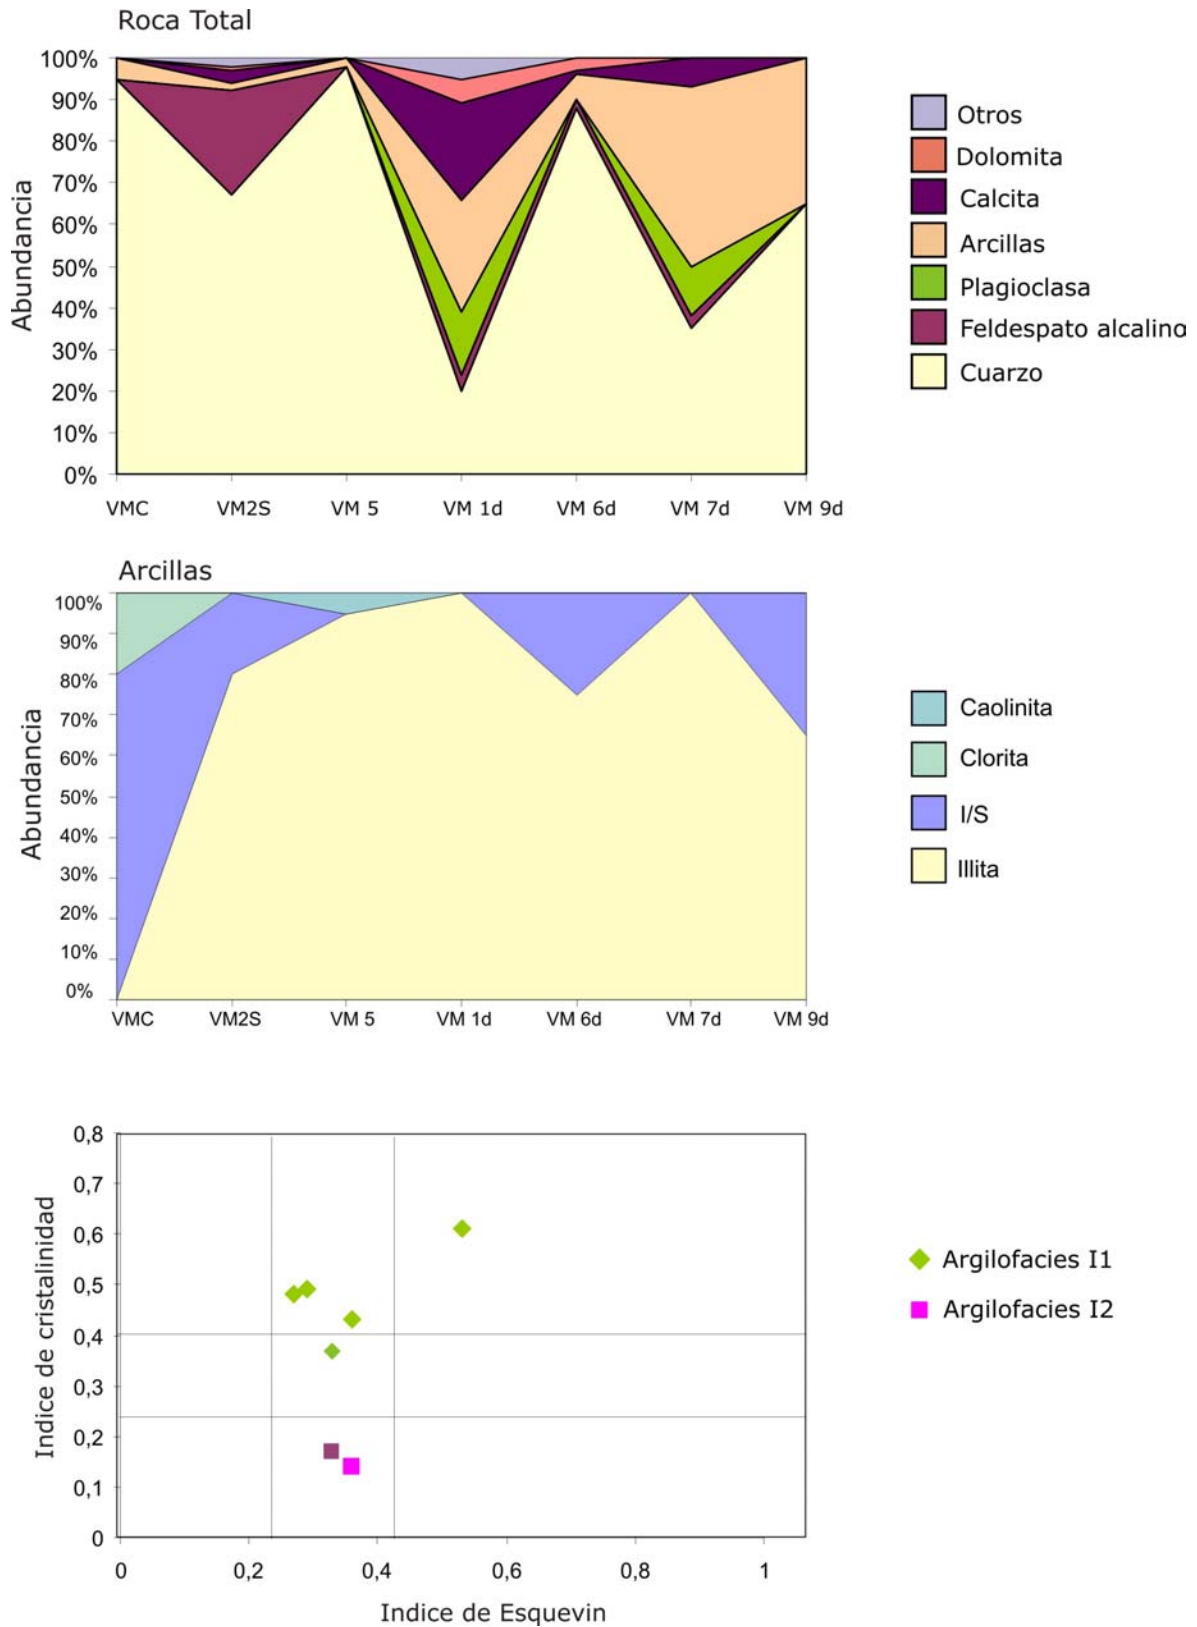 Roca Total
Abundancia
100%
90%
80%
70%
60%
50%
40%
30%
20%
10%
0%
VMC VM2S VM 5 VM 1d VM 6d VM 7d VM 9d
Otros
Dolomita
Calcita
Arcillas
Plagioclasa
Feldespato alcalino
Cuarzo
Arcillas
Abundancia
100%
90%
80%
70%
60%
50%
40%
30%
20%
10%
0%
VMC VM2S VM 5 VM 1d VM 6d VM 7d VM 9d
Caolinita
Clorita
I/S
Illita
Indice de cristalinidad
0,8
0,7
0,6
0,5
0,4
0,3
0,2
0,1
0
0 0,2 0,4 0,6 0,8 1
Indice de Esquevin
Argilofacies I1
Argilofacies I2